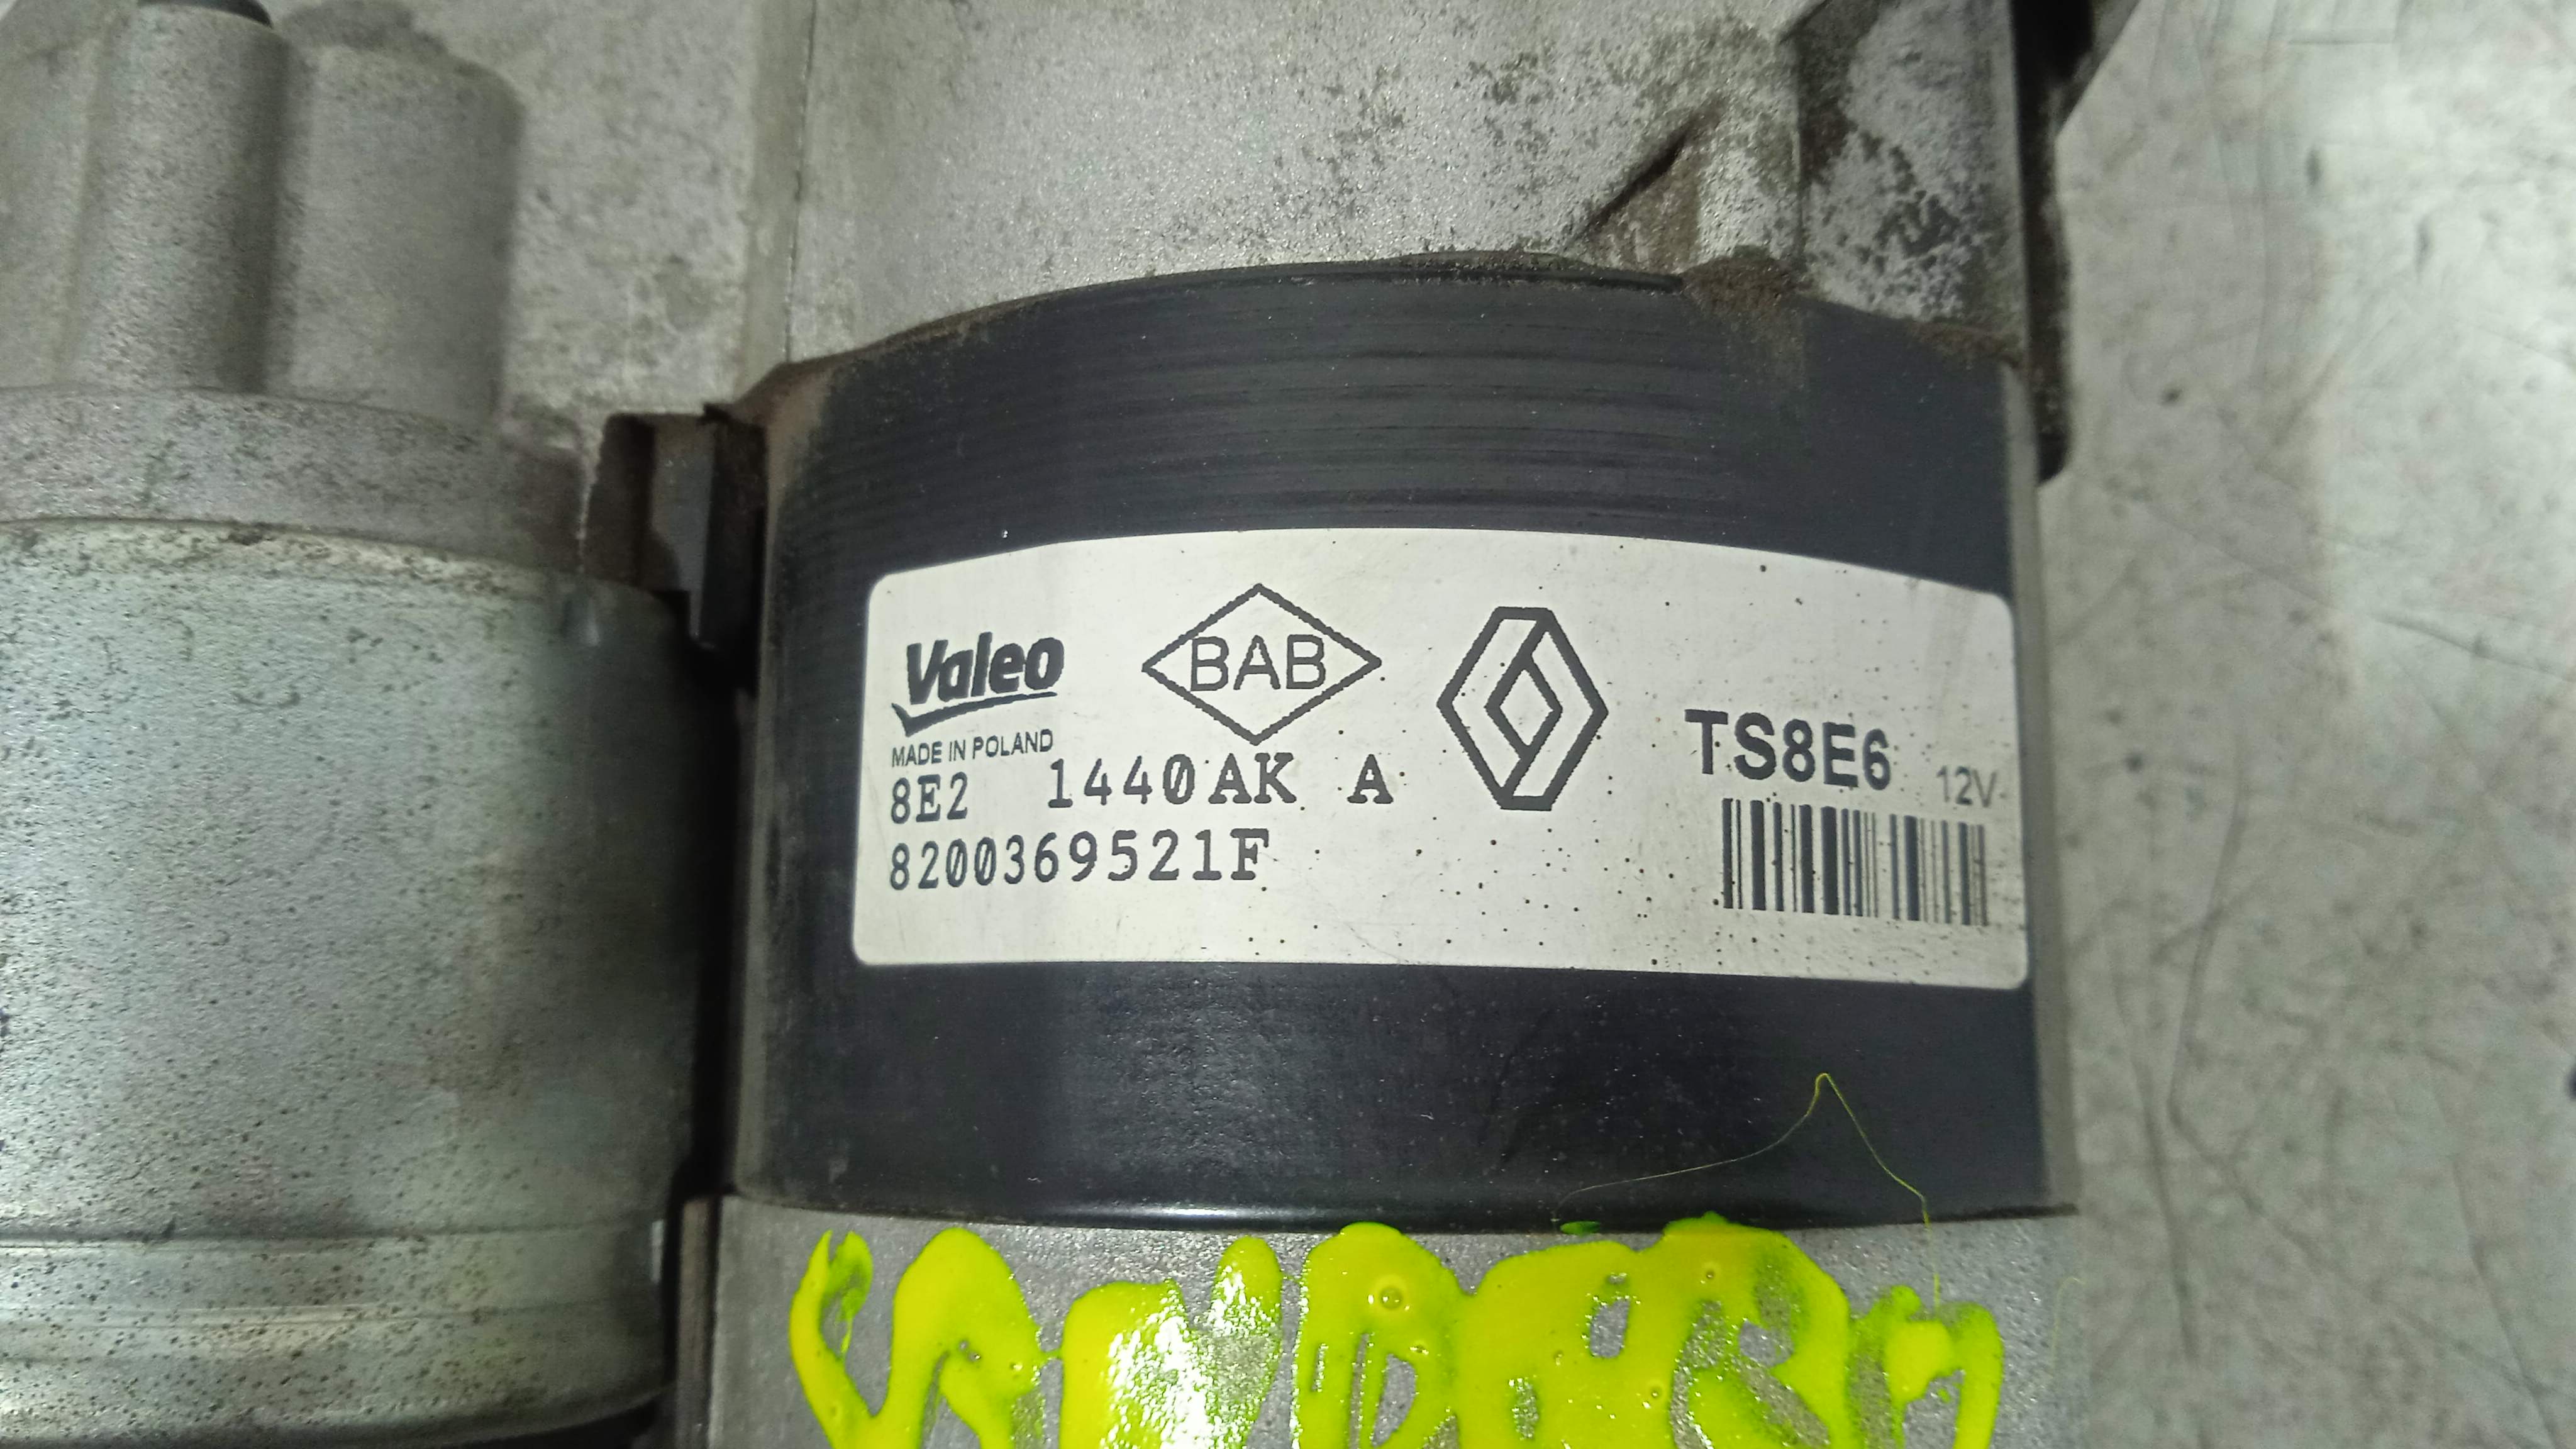 Valeo
MADE IN POLAND
BAB
8E2 1440AK A
8200369521F
TS8E6 12V